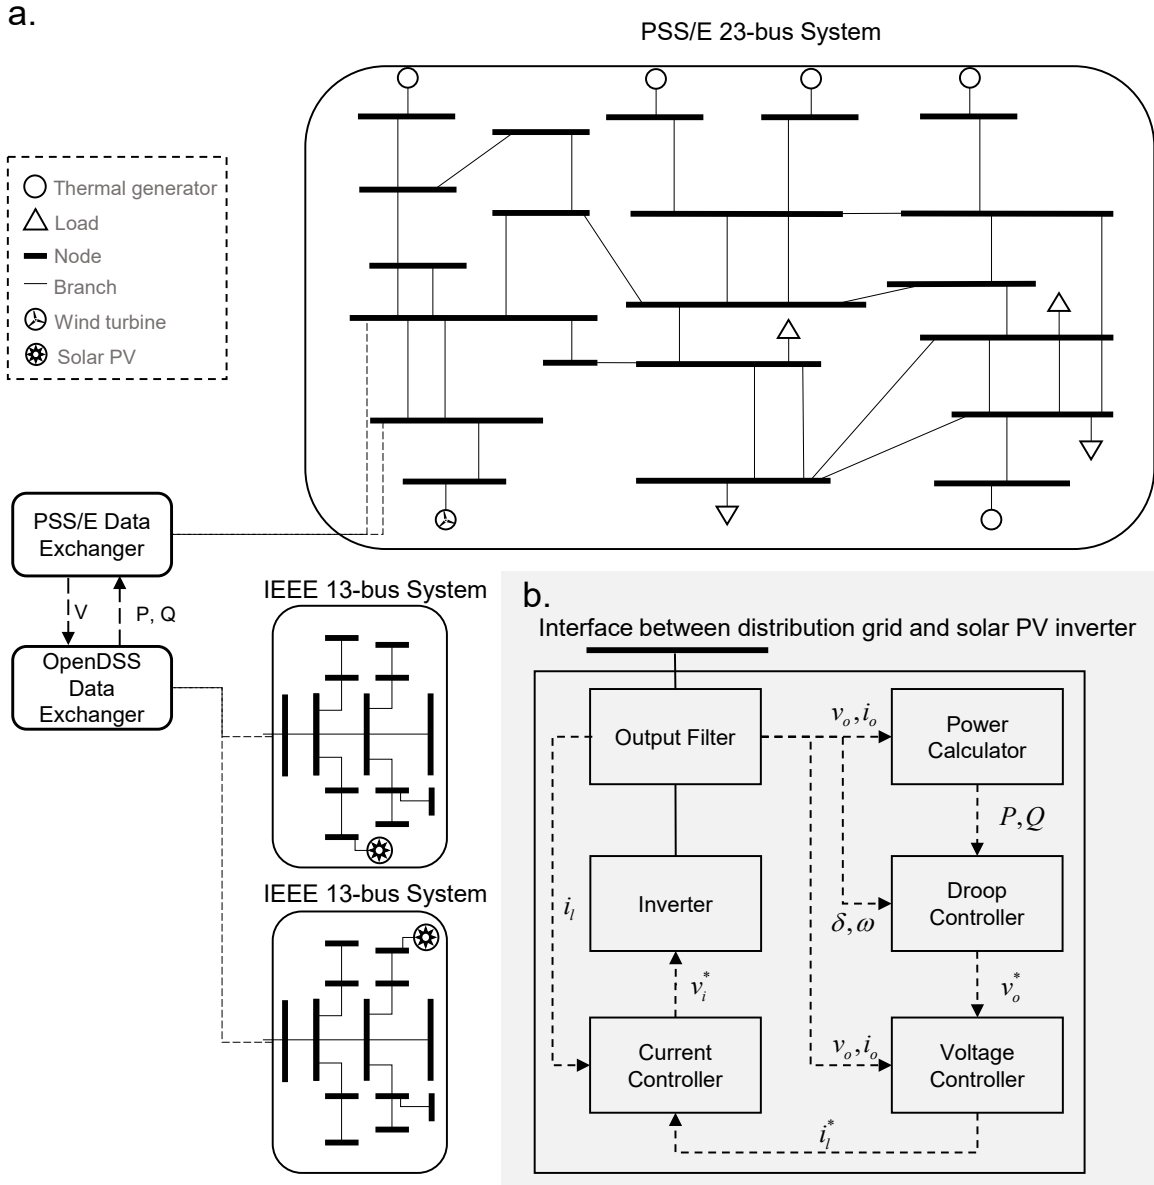 a.
PSS/E 23-bus System
Thermal generator
Load
Node
Branch
Wind turbine
Solar PV
PSS/E Data
Exchanger
V
P, Q
OpenDSS
Data
Exchanger
IEEE 13-bus System
IEEE 13-bus System
b.
Interface between distribution grid and solar PV inverter
Output Filter
v_o, i_o
Power
Calculator
P, Q
i_l
Inverter
δ, ω
Droop
Controller
v_i^*
v_o^*
Current
Controller
v_o, i_o
Voltage
Controller
i_l^*